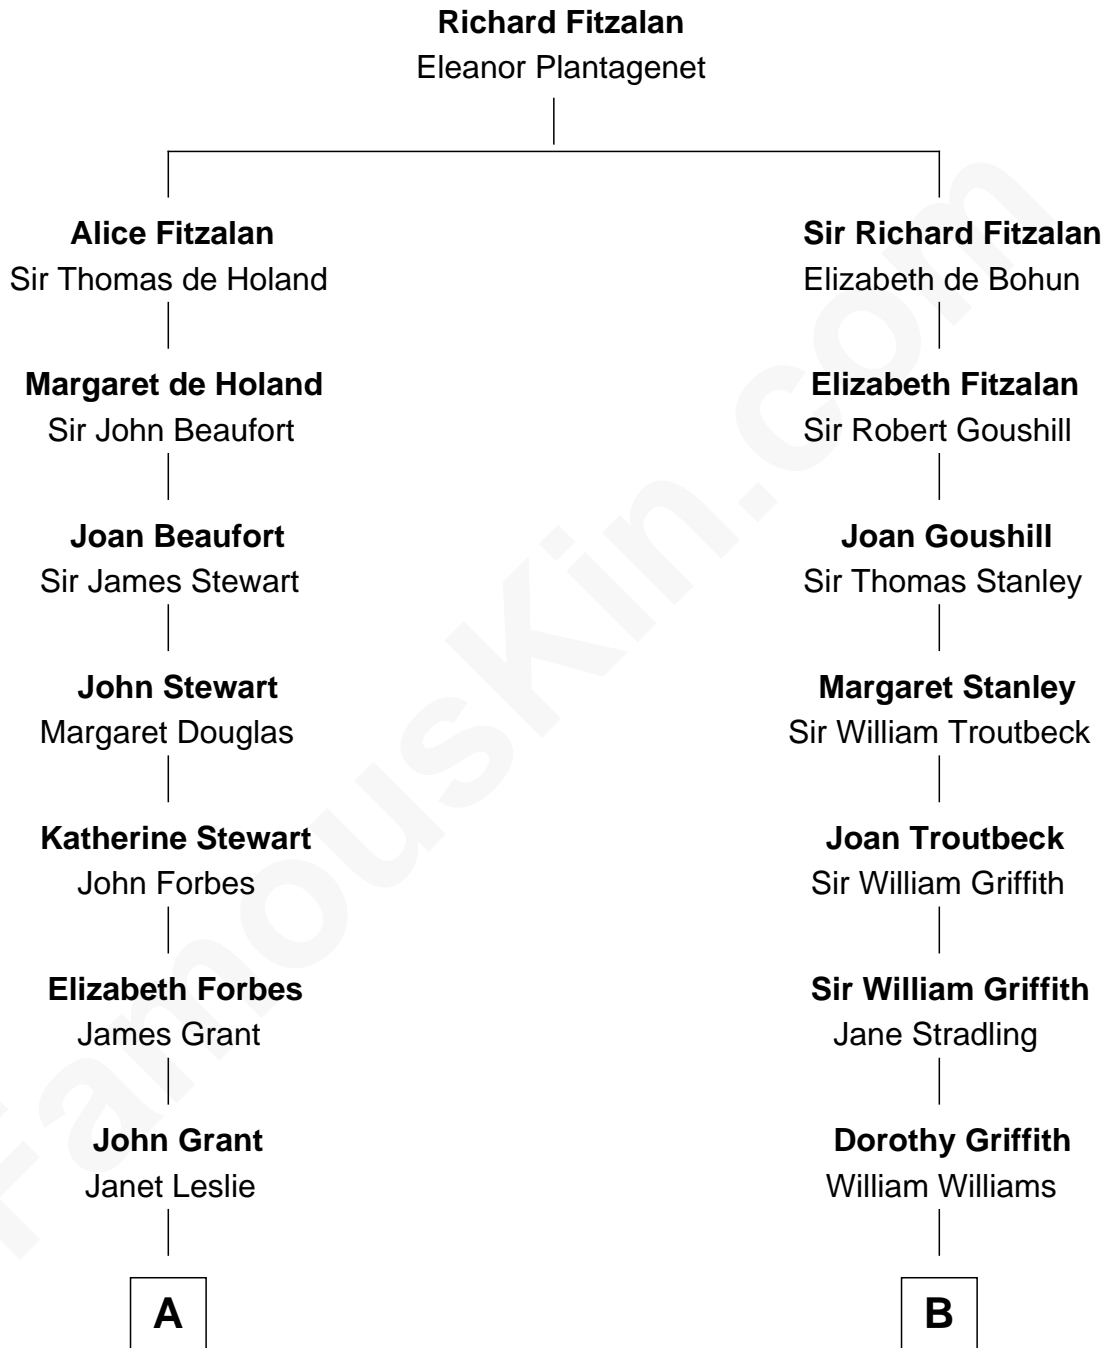 Richard Fitzalan
Eleanor Plantagenet
Alice Fitzalan
Sir Thomas de Holand
Sir Richard Fitzalan
Elizabeth de Bohun
Margaret de Holand
Sir John Beaufort
Elizabeth Fitzalan
Sir Robert Goushill
Joan Beaufort
Sir James Stewart
Joan Goushill
Sir Thomas Stanley
John Stewart
Margaret Douglas
Margaret Stanley
Sir William Troutbeck
Katherine Stewart
John Forbes
Joan Troutbeck
Sir William Griffith
Elizabeth Forbes
James Grant
Sir William Griffith
Jane Stradling
John Grant
Janet Leslie
Dorothy Griffith
William Williams
A
B
FamousKin.com